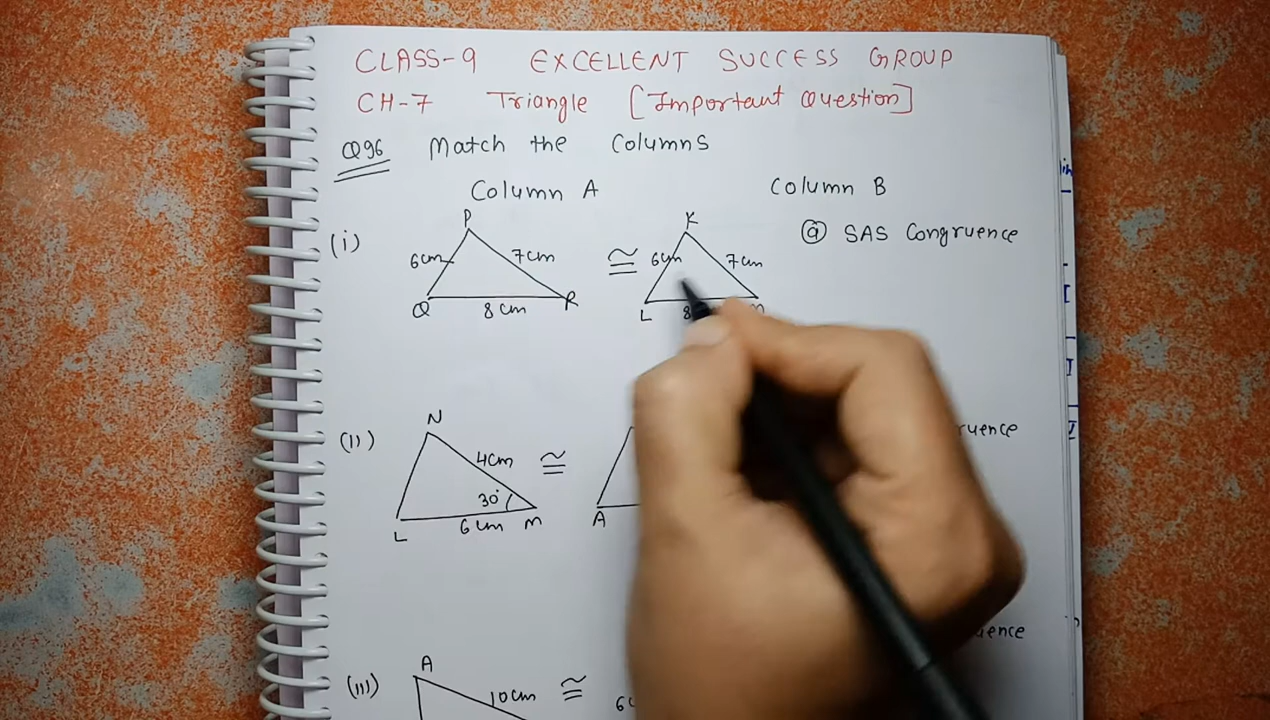 CLASS-9 EXCELLENT SUCCESS GROUP
CH-7 Triangle [Important Question]
Q96 Match the Columns
Column A Column B
(i) P 6cm 7cm Q 8cm R ≅ K 6cm 7cm L 8 @ SAS Congruence
(II) N 4cm 30° L 6cm M ≅ A
(III) A 10cm ≅